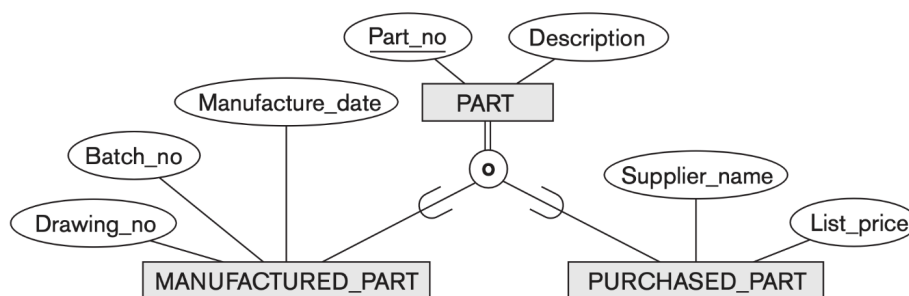 Part_no
Description
PART
Manufacture_date
Batch_no
Drawing_no
o
Supplier_name
List_price
MANUFACTURED_PART
PURCHASED_PART